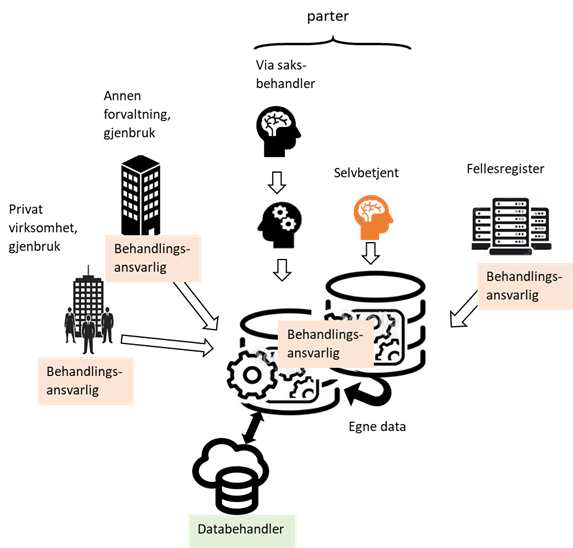 parter
Via saks-
behandler
Annen
forvaltning,
gjenbruk
Selvbetjent
Fellesregister
Privat
virksomhet,
gjenbruk
Behandlings-
ansvarlig
Behandlings-
ansvarlig
Behandlings-
ansvarlig
Behandlings-
ansvarlig
Egne data
Databehandler